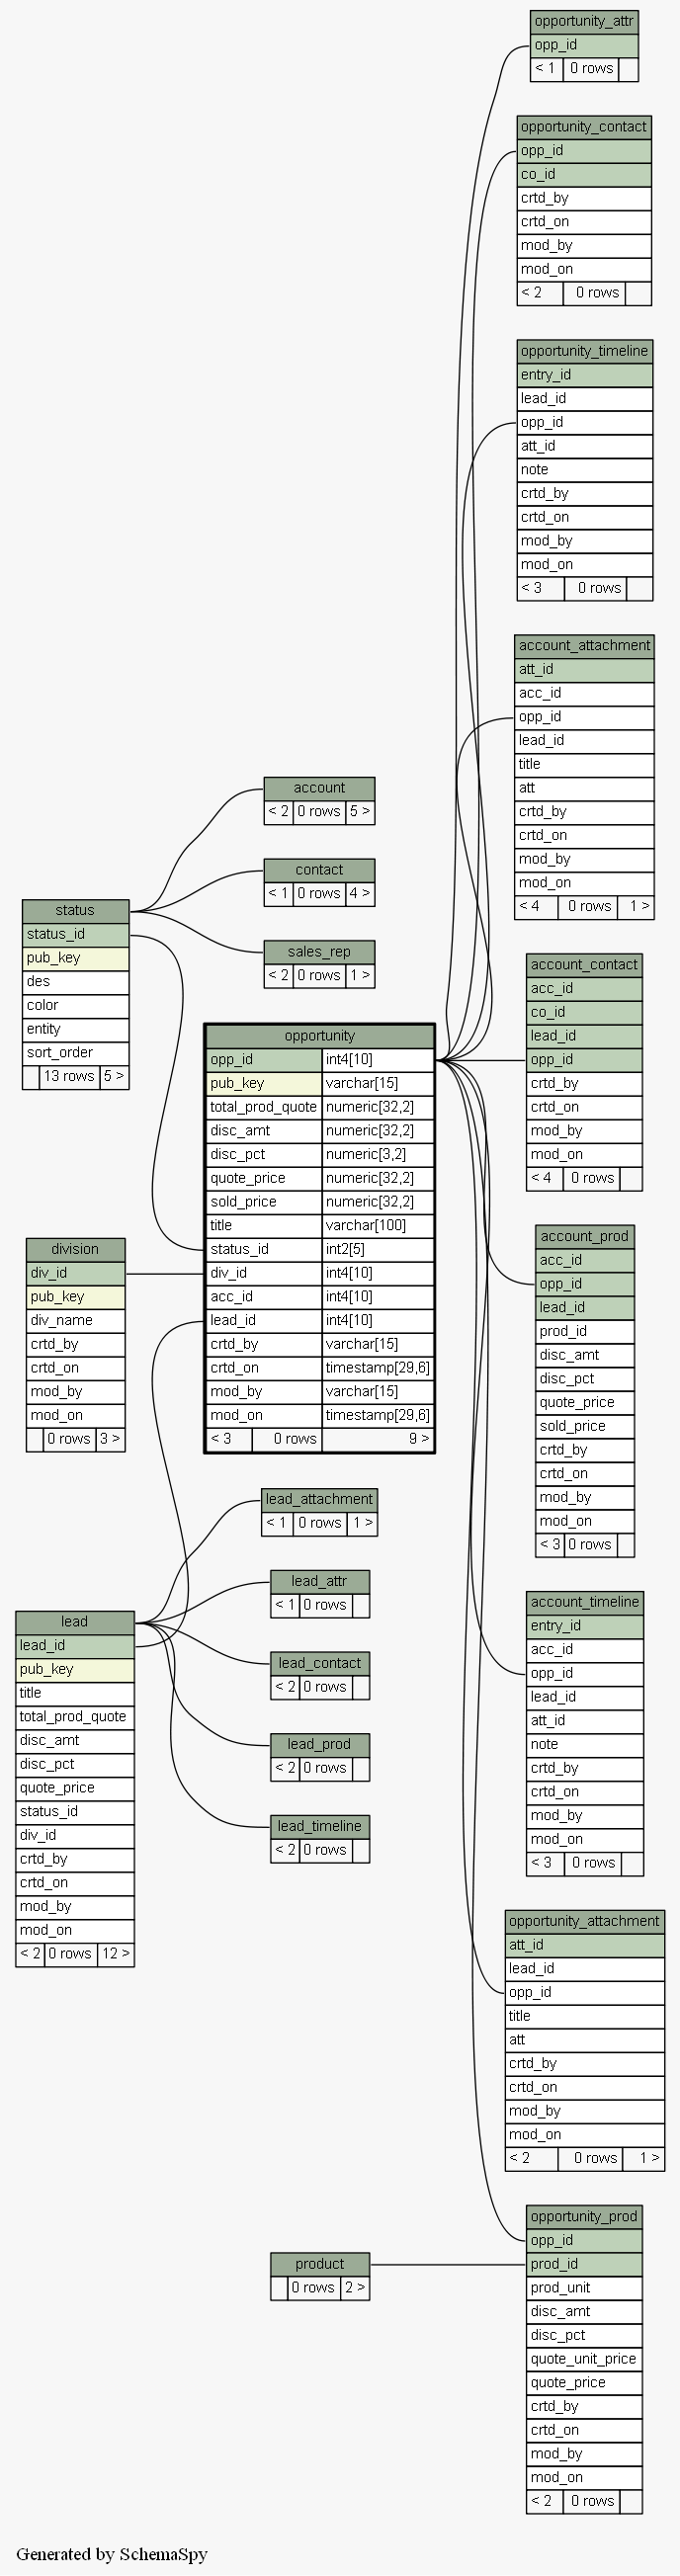 opportunity_attr
opp_id
< 1 0 rows
opportunity_contact
opp_id
co_id
crtd_by
crtd_on
mod_by
mod_on
< 2 0 rows
opportunity_timeline
entry_id
lead_id
opp_id
att_id
note
crtd_by
crtd_on
mod_by
mod_on
< 3 0 rows
account_attachment
att_id
acc_id
opp_id
lead_id
title
att
crtd_by
crtd_on
mod_by
mod_on
< 4 0 rows 1 >
account
< 2 0 rows 5 >
contact
< 1 0 rows 4 >
sales_rep
< 2 0 rows 1 >
status
status_id
pub_key
des
color
entity
sort_order
13 rows 5 >
account_contact
acc_id
co_id
lead_id
opp_id
crtd_by
crtd_on
mod_by
mod_on
< 4 0 rows
opportunity
opp_id int4[10]
pub_key varchar[15]
total_prod_quote numeric[32,2]
disc_amt numeric[32,2]
disc_pct numeric[3,2]
quote_price numeric[32,2]
sold_price numeric[32,2]
title varchar[100]
status_id int2[5]
div_id int4[10]
acc_id int4[10]
lead_id int4[10]
crtd_by varchar[15]
crtd_on timestamp[29,6]
mod_by varchar[15]
mod_on timestamp[29,6]
< 3 0 rows 9 >
division
div_id
pub_key
div_name
crtd_by
crtd_on
mod_by
mod_on
0 rows 3 >
account_prod
acc_id
opp_id
lead_id
prod_id
disc_amt
disc_pct
quote_price
sold_price
crtd_by
crtd_on
mod_by
mod_on
< 3 0 rows
lead_attachment
< 1 0 rows 1 >
lead_attr
< 1 0 rows
lead_contact
< 2 0 rows
lead_prod
< 2 0 rows
lead_timeline
< 2 0 rows
lead
lead_id
pub_key
title
total_prod_quote
disc_amt
disc_pct
quote_price
status_id
div_id
crtd_by
crtd_on
mod_by
mod_on
< 2 0 rows 12 >
account_timeline
entry_id
acc_id
opp_id
lead_id
att_id
note
crtd_by
crtd_on
mod_by
mod_on
< 3 0 rows
opportunity_attachment
att_id
lead_id
opp_id
title
att
crtd_by
crtd_on
mod_by
mod_on
< 2 0 rows 1 >
product
0 rows 2 >
opportunity_prod
opp_id
prod_id
prod_unit
disc_amt
disc_pct
quote_unit_price
quote_price
crtd_by
crtd_on
mod_by
mod_on
< 2 0 rows
Generated by SchemaSpy